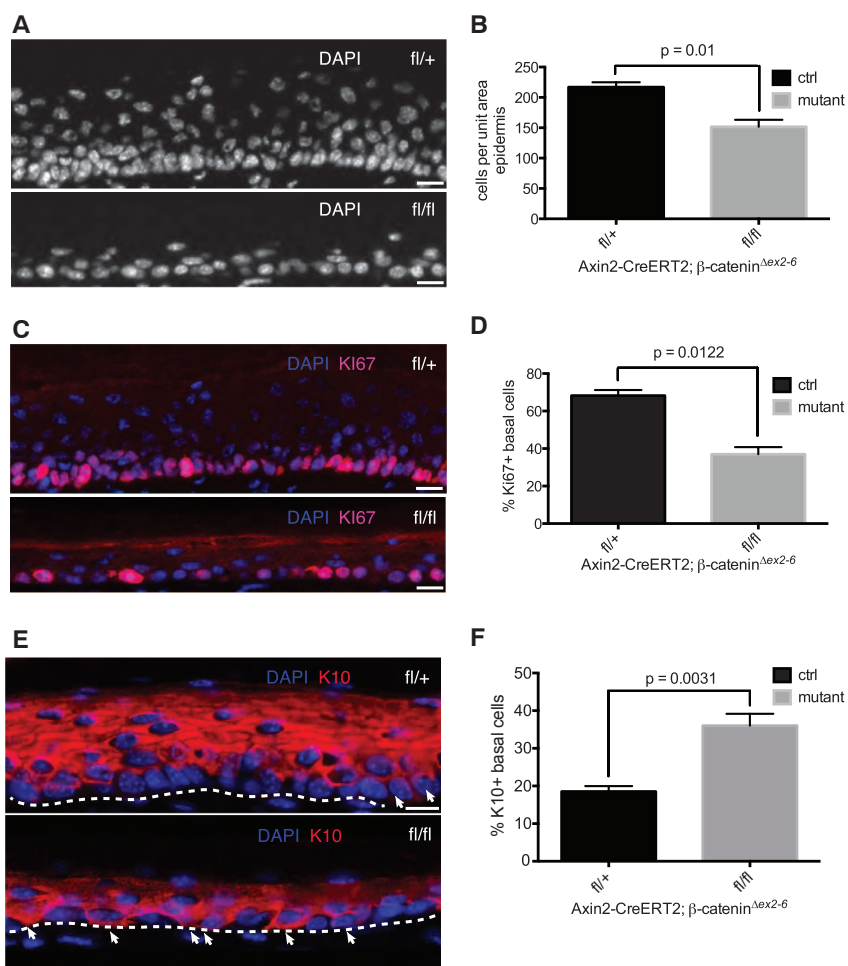 A
DAPI fl/+
DAPI fl/fl
B
p = 0.01
ctrl
mutant
cells per unit area
epidermis
250
200
150
100
50
0
fl/+
fl/fl
Axin2-CreERT2; β-catenin^Δex2-6
C
DAPI KI67 fl/+
DAPI KI67 fl/fl
D
p = 0.0122
ctrl
mutant
% Ki67+ basal cells
80
60
40
20
0
fl/+
fl/fl
Axin2-CreERT2; β-catenin^Δex2-6
E
DAPI K10 fl/+
DAPI K10 fl/fl
F
p = 0.0031
ctrl
mutant
% K10+ basal cells
50
40
30
20
10
0
fl/+
fl/fl
Axin2-CreERT2; β-catenin^Δex2-6